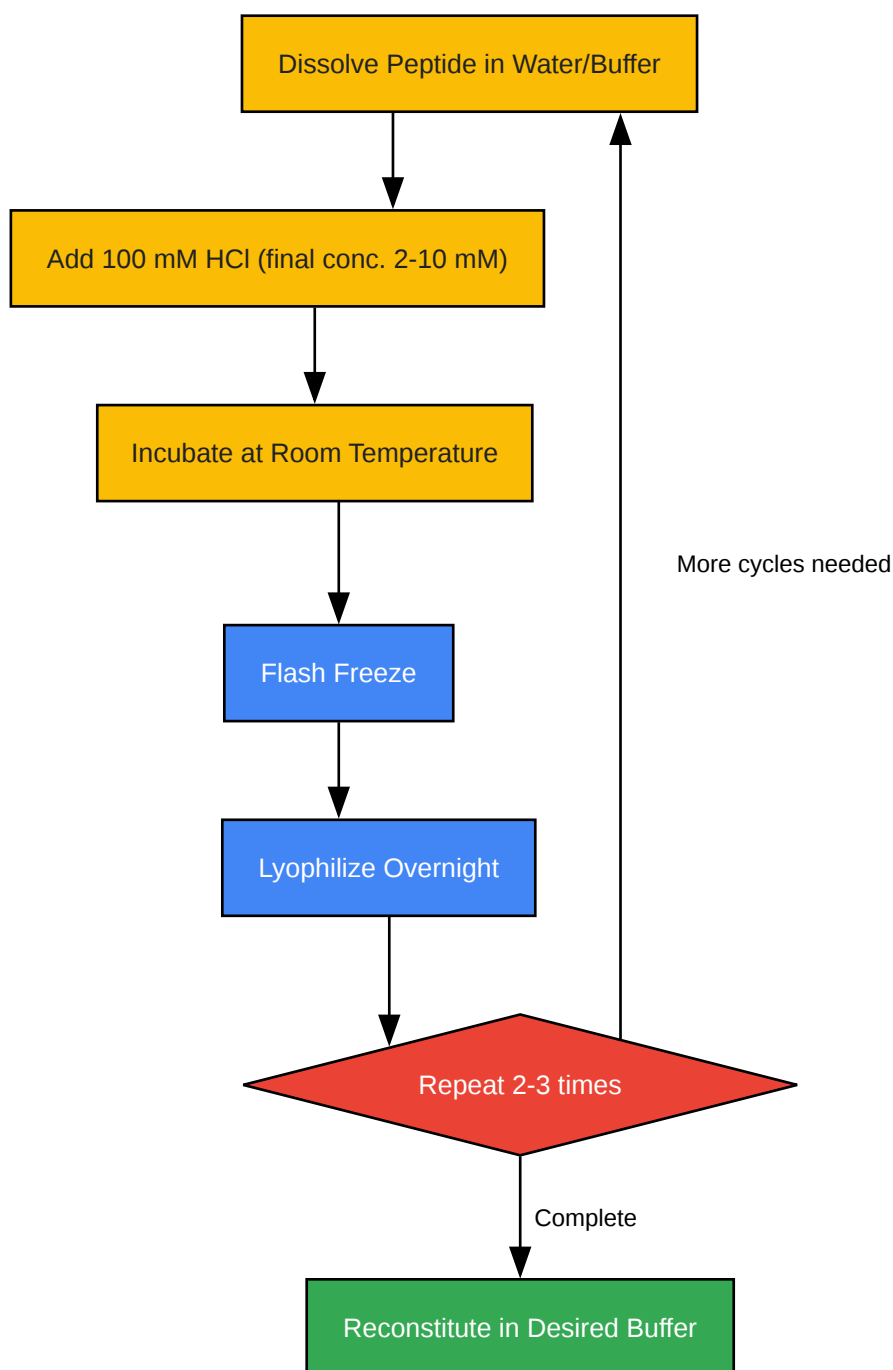 Dissolve Peptide in Water/Buffer
Add 100 mM HCl (final conc. 2-10 mM)
Incubate at Room Temperature
More cycles needed
Flash Freeze
Lyophilize Overnight
Repeat 2-3 times
Complete
Reconstitute in Desired Buffer